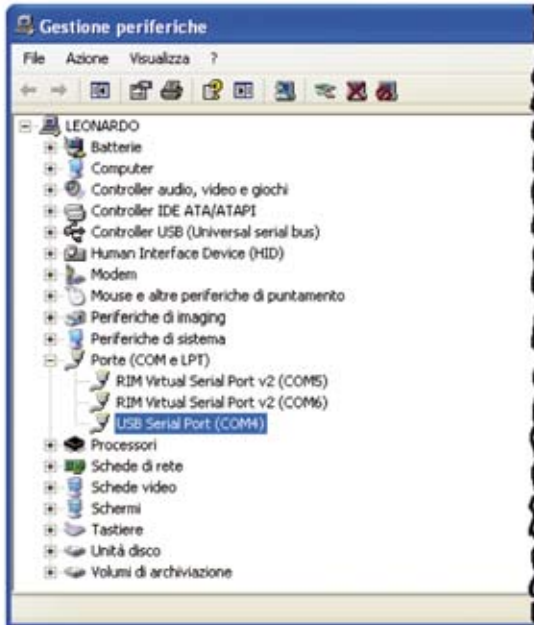 Gestione periferiche
File Azione Visualizza ?
LEONARDO
Batterie
Computer
Controller audio, video e giochi
Controller IDE ATA/ATAPI
Controller USB (Universal serial bus)
Human Interface Device (HID)
Modem
Mouse e altre periferiche di puntamento
Periferiche di imaging
Periferiche di sistema
Porte (COM e LPT)
RIM Virtual Serial Port v2 (COM5)
RIM Virtual Serial Port v2 (COM6)
USB Serial Port (COM4)
Processori
Schede di rete
Schede video
Schermi
Tastiere
Unità disco
Volumi di archiviazione